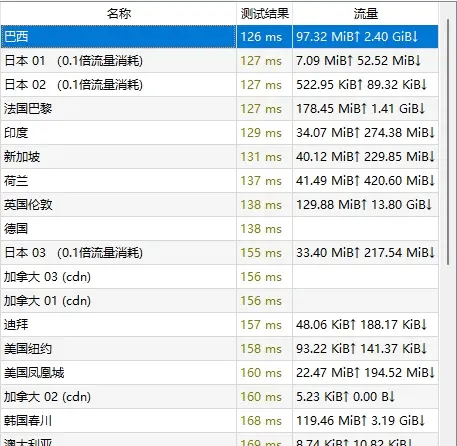 名称 测试结果 流量
巴西 126 ms 97.32 MiB↑ 2.40 GiB↓
日本 01 （0.1倍流量消耗) 127 ms 7.09 MiB↑ 52.52 MiB↓
日本 02 （0.1倍流量消耗) 127 ms 522.95 KiB↑ 89.32 KiB↓
法国巴黎 127 ms 178.45 MiB↑ 1.41 GiB↓
印度 129 ms 34.07 MiB↑ 274.38 MiB↓
新加坡 131 ms 40.12 MiB↑ 229.85 MiB↓
荷兰 137 ms 41.49 MiB↑ 420.60 MiB↓
英国伦敦 138 ms 129.88 MiB↑ 13.80 GiB↓
德国 138 ms
日本 03 （0.1倍流量消耗) 155 ms 33.40 MiB↑ 217.54 MiB↓
加拿大 03 (cdn) 156 ms
加拿大 01 (cdn) 156 ms
迪拜 157 ms 48.06 KiB↑ 188.17 KiB↓
美国纽约 158 ms 93.22 KiB↑ 141.37 KiB↓
美国凤凰城 160 ms 22.47 MiB↑ 194.52 MiB↓
加拿大 02 (cdn) 160 ms 5.23 KiB↑ 0.00 B↓
韩国春川 168 ms 119.46 MiB↑ 3.19 GiB↓
澳大利亚 169 ms 8.74 KiB↑ 10.82 KiB↓